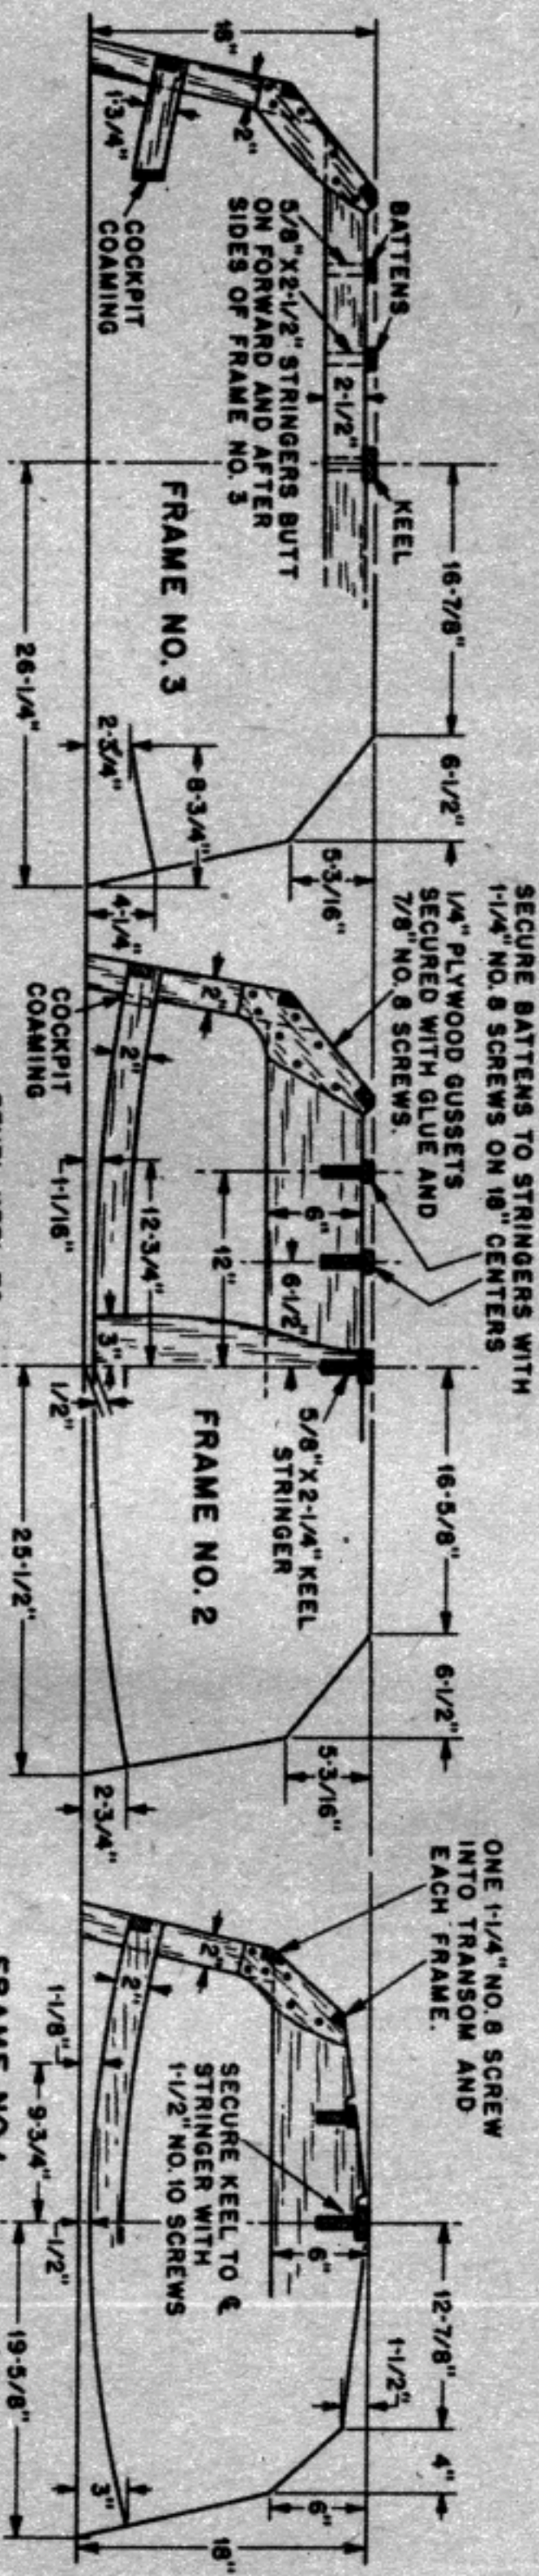 18"
1-3/4"
COCKPIT
COAMING
2"
BATTENS
5/8" X 2-1/2" STRINGERS BUTT
ON FORWARD AND AFTER
SIDES OF FRAME NO. 3
2-1/2"
KEEL
FRAME NO. 3
16-7/8"
6-1/2"
5-3/16"
8-3/4"
2-3/4"
4-1/4"
26-1/4"
SECURE BATTENS TO STRINGERS WITH
1-1/4" NO. 8 SCREWS ON 18" CENTERS
1/4" PLYWOOD GUSSETS
SECURED WITH GLUE AND
7/8" NO. 8 SCREWS.
2"
2"
COCKPIT
COAMING
1-1/16"
12-3/4"
12"
6"
6-1/2"
3"
1/2"
5/8" X 2-1/4" KEEL
STRINGER
FRAME NO. 2
16-5/8"
6-1/2"
5-3/16"
2-3/4"
25-1/2"
ONE 1-1/4" NO. 8 SCREW
INTO TRANSOM AND
EACH FRAME.
2"
2"
1-1/8"
9-3/4"
1/2"
SECURE KEEL TO ℄
STRINGER WITH
1-1/2" NO. 10 SCREWS
6"
12-7/8"
1-1/2"
4"
6"
3"
18"
19-5/8"